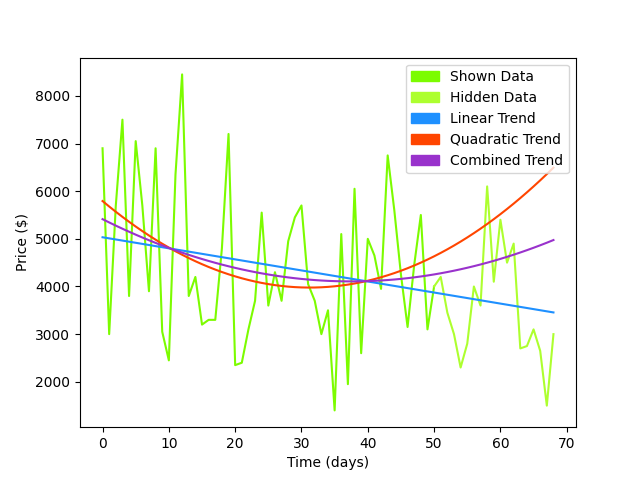 Shown Data
Hidden Data
Linear Trend
Quadratic Trend
Combined Trend
Price ($)
8000
7000
6000
5000
4000
3000
2000
0 10 20 30 40 50 60 70
Time (days)